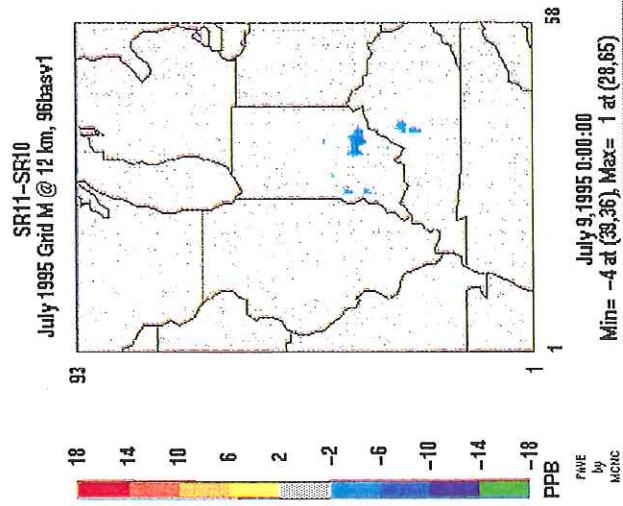 SR11-SR10
July 1995 Grid M @ 12 km, 96basv1
93
1
1
58
18
14
10
6
2
-2
-6
-10
-14
-18
PPB
PAVE
by
MCNC
July 9,1995 0:00:00
Min= -4 at (39,36), Max= 1 at (28,65)